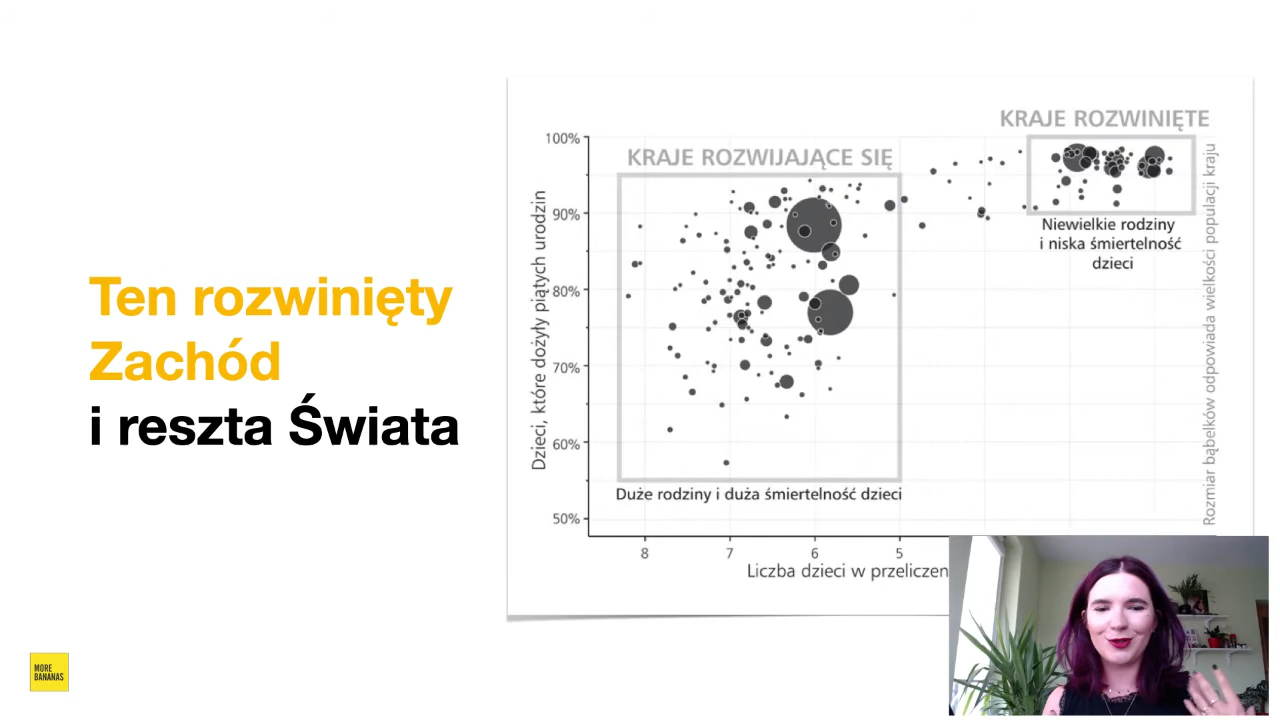 Ten rozwinięty
Zachód
i reszta Świata
KRAJE ROZWINIĘTE
KRAJE ROZWIJAJĄCE SIĘ
100%
90%
80%
70%
60%
50%
Dzieci, które dożyły piątych urodzin
Niewielkie rodziny
i niska śmiertelność
dzieci
Rozmiar bąbelków odpowiada wielkości populacji kraju
Duże rodziny i duża śmiertelność dzieci
8 7 6 5
Liczba dzieci w przeliczen
MORE
BANANAS